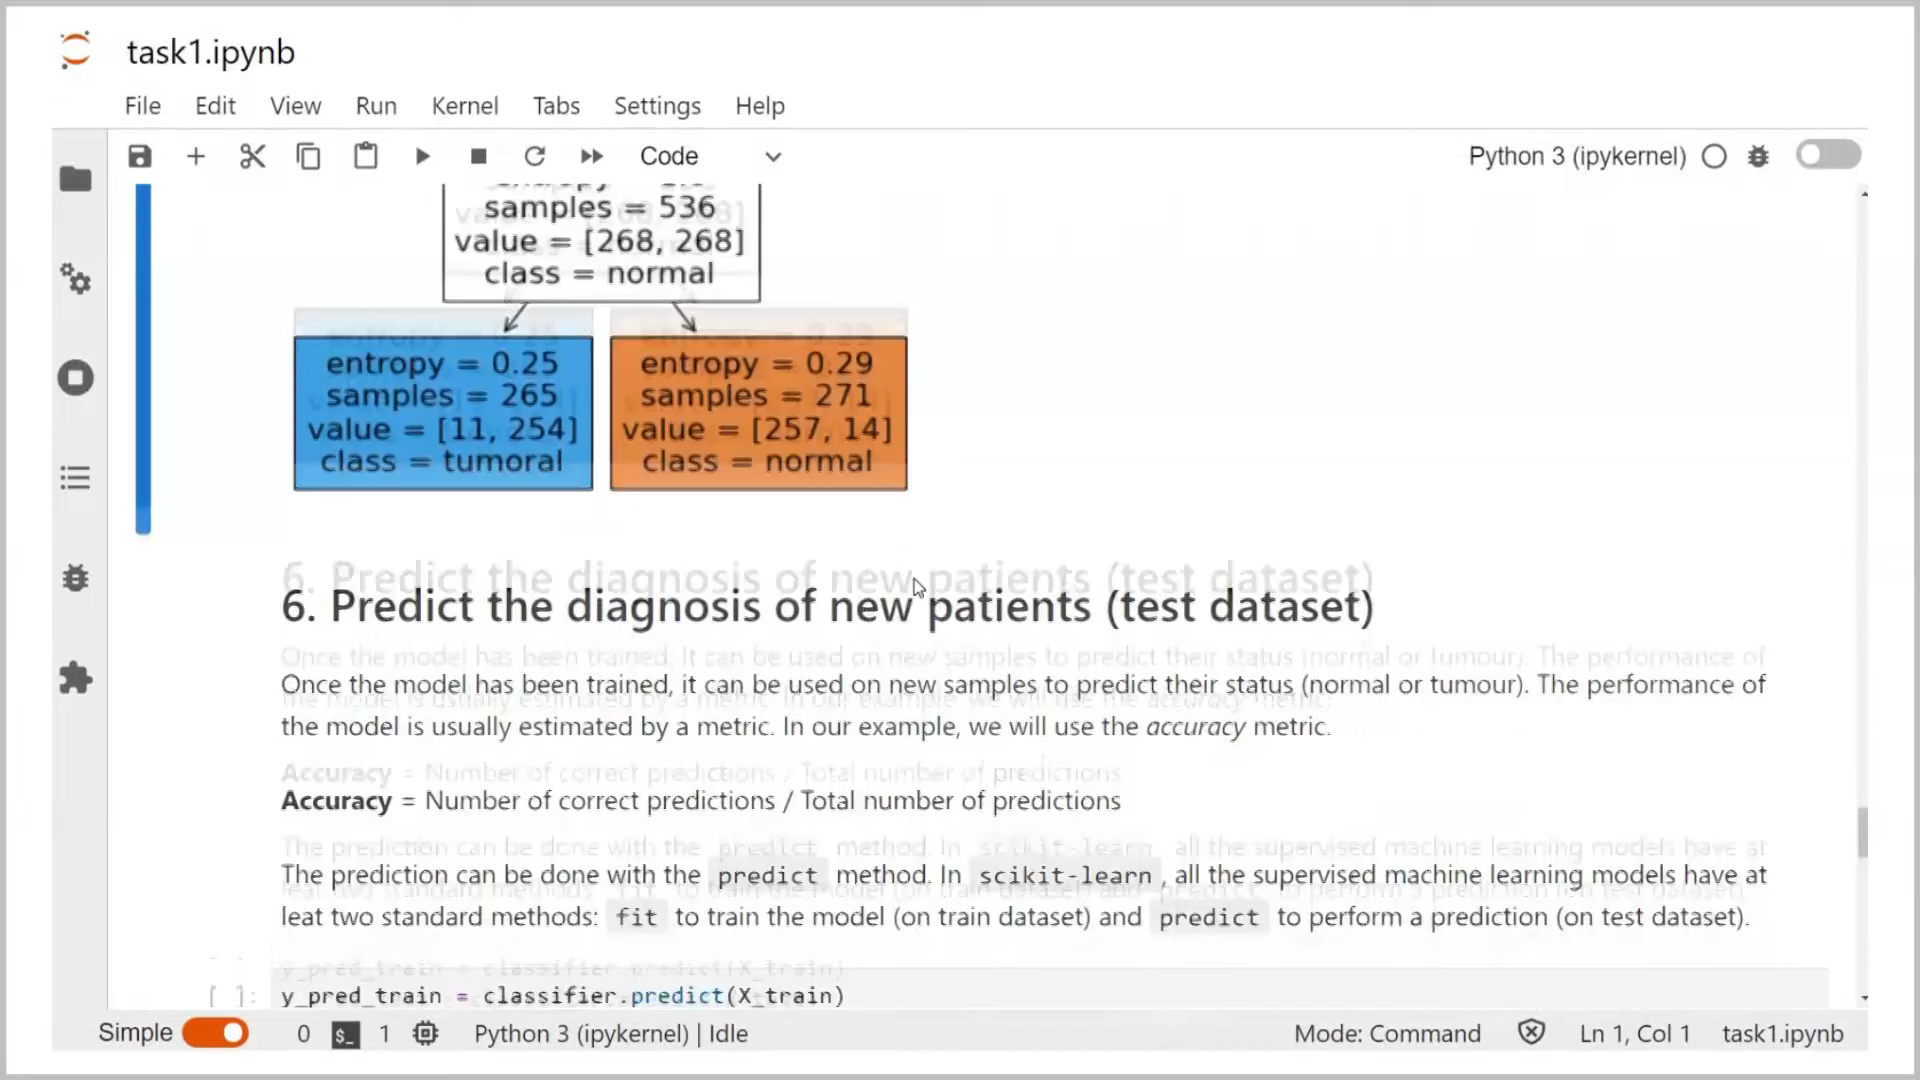 task1.ipynb
File Edit View Run Kernel Tabs Settings Help
Code
Python 3 (ipykernel)
samples = 536
value = [268, 268]
class = normal
entropy = 0.25
samples = 265
value = [11, 254]
class = tumoral
entropy = 0.29
samples = 271
value = [257, 14]
class = normal
6. Predict the diagnosis of new patients (test dataset)
Once the model has been trained, it can be used on new samples to predict their status (normal or tumour). The performance of
the model is usually estimated by a metric. In our example, we will use the accuracy metric.
Accuracy = Number of correct predictions / Total number of predictions
The prediction can be done with the predict method. In scikit-learn, all the supervised machine learning models have at
leat two standard methods: fit to train the model (on train dataset) and predict to perform a prediction (on test dataset).
[ ]: y_pred_train = classifier.predict(X_train)
Simple 0 $_ 1 Python 3 (ipykernel) | Idle Mode: Command Ln 1, Col 1 task1.ipynb